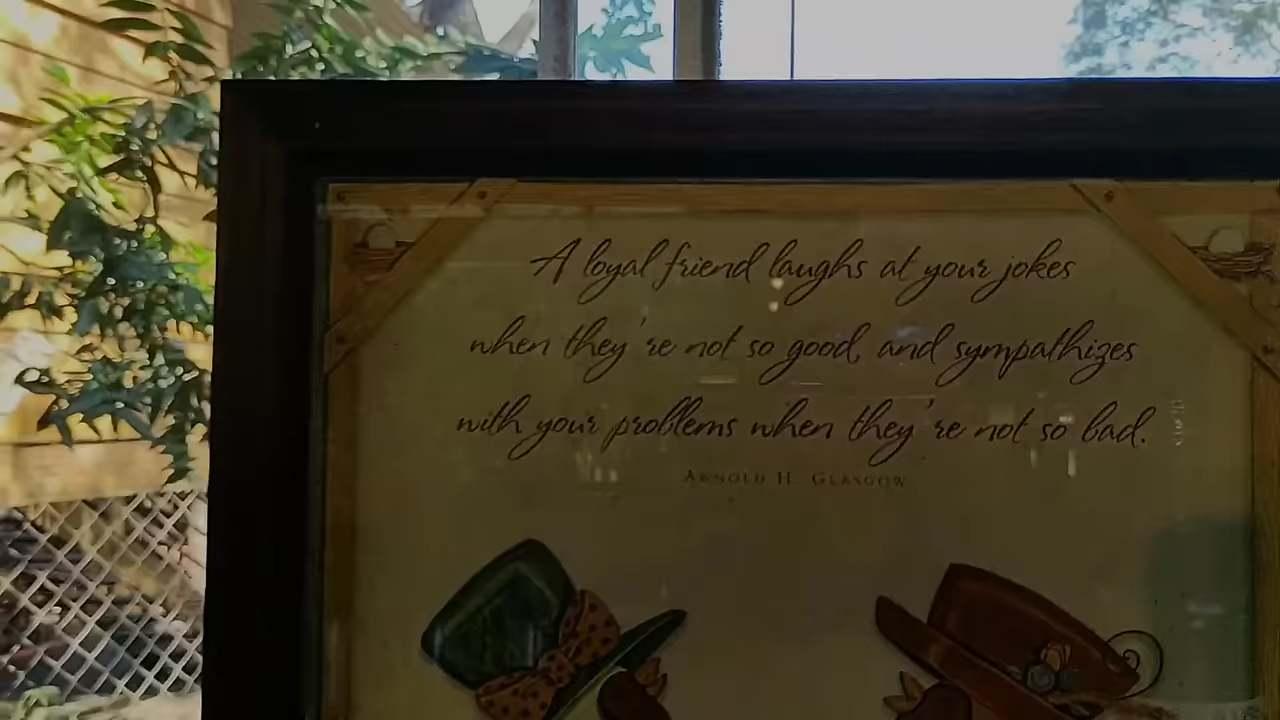 A loyal friend laughs at your jokes
when they're not so good, and sympathizes
with your problems when they're not so bad.
ARNOLD H. GLASGOW